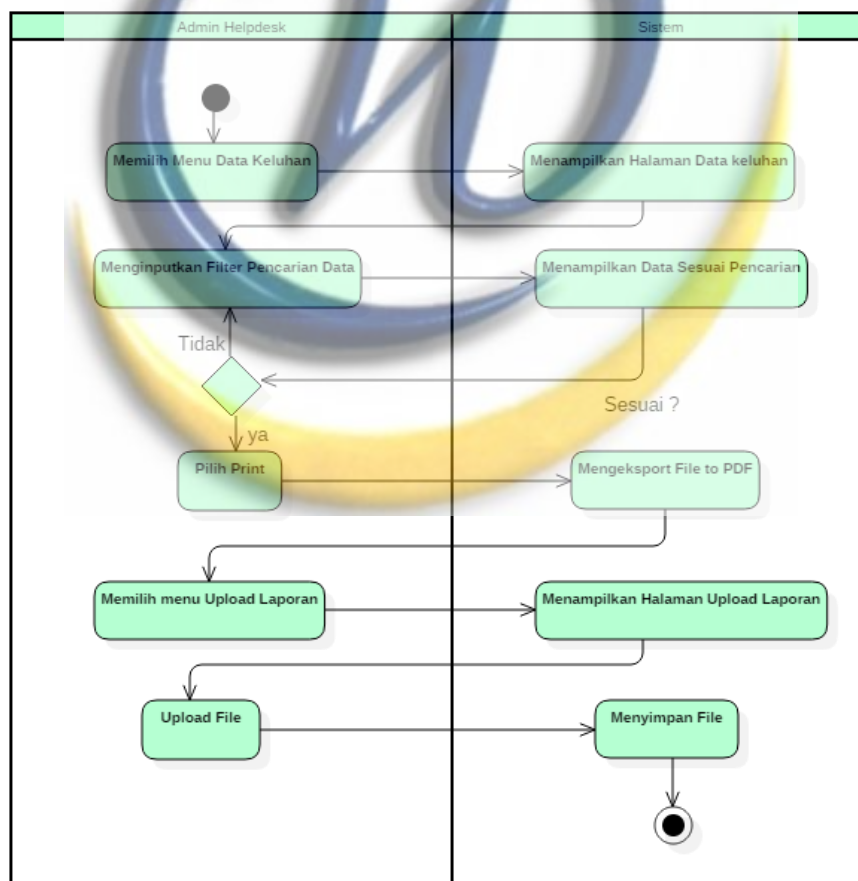 Admin Helpdesk
Sistem
Memilih Menu Data Keluhan
Menampilkan Halaman Data keluhan
Menginputkan Filter Pencarian Data
Menampilkan Data Sesuai Pencarian
Tidak
Sesuai ?
ya
Pilih Print
Mengeksport File to PDF
Memilih menu Upload Laporan
Menampilkan Halaman Upload Laporan
Upload File
Menyimpan File